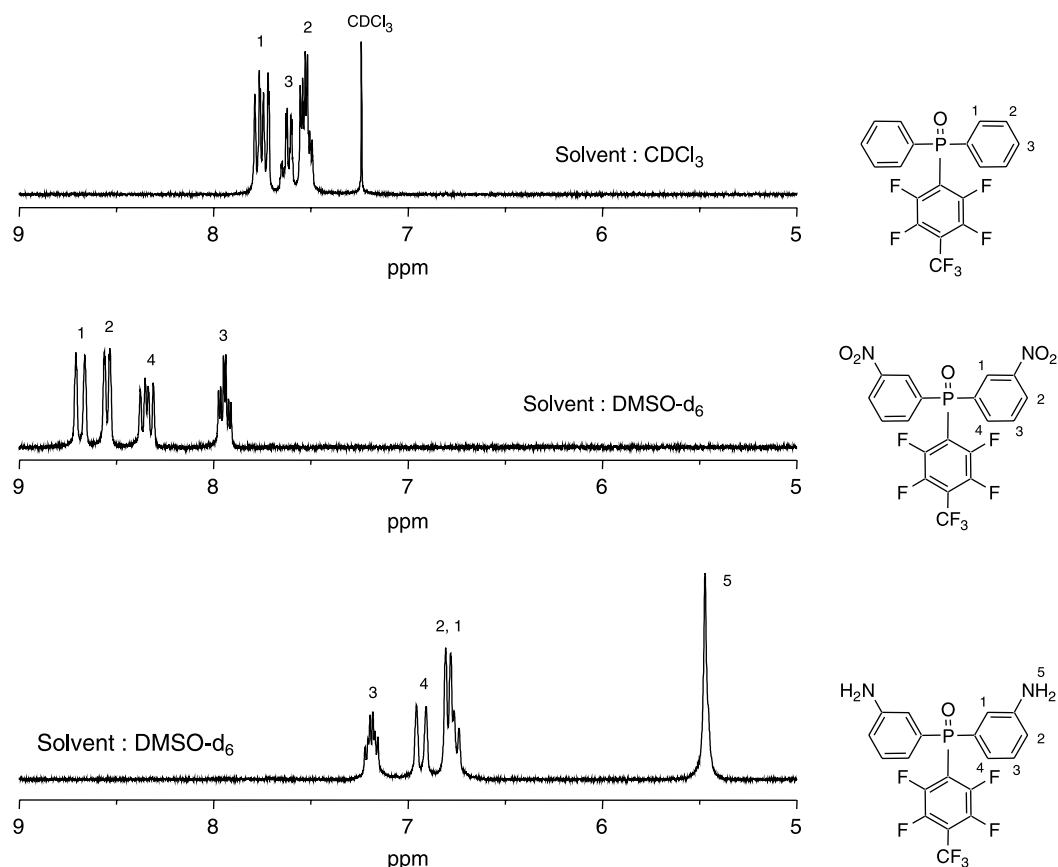 1
3
2
CDCl3
Solvent : CDCl3
9 8 7 6 5
ppm
O
P
1
2
3
F F
F F
CF3
1
2
4
3
Solvent : DMSO-d6
9 8 7 6 5
ppm
O2N
NO2
O
P
1
2
3
4
F F
F F
CF3
3
4
2, 1
5
Solvent : DMSO-d6
9 8 7 6 5
ppm
H2N
5
NH2
O
P
1
2
3
4
F F
F F
CF3